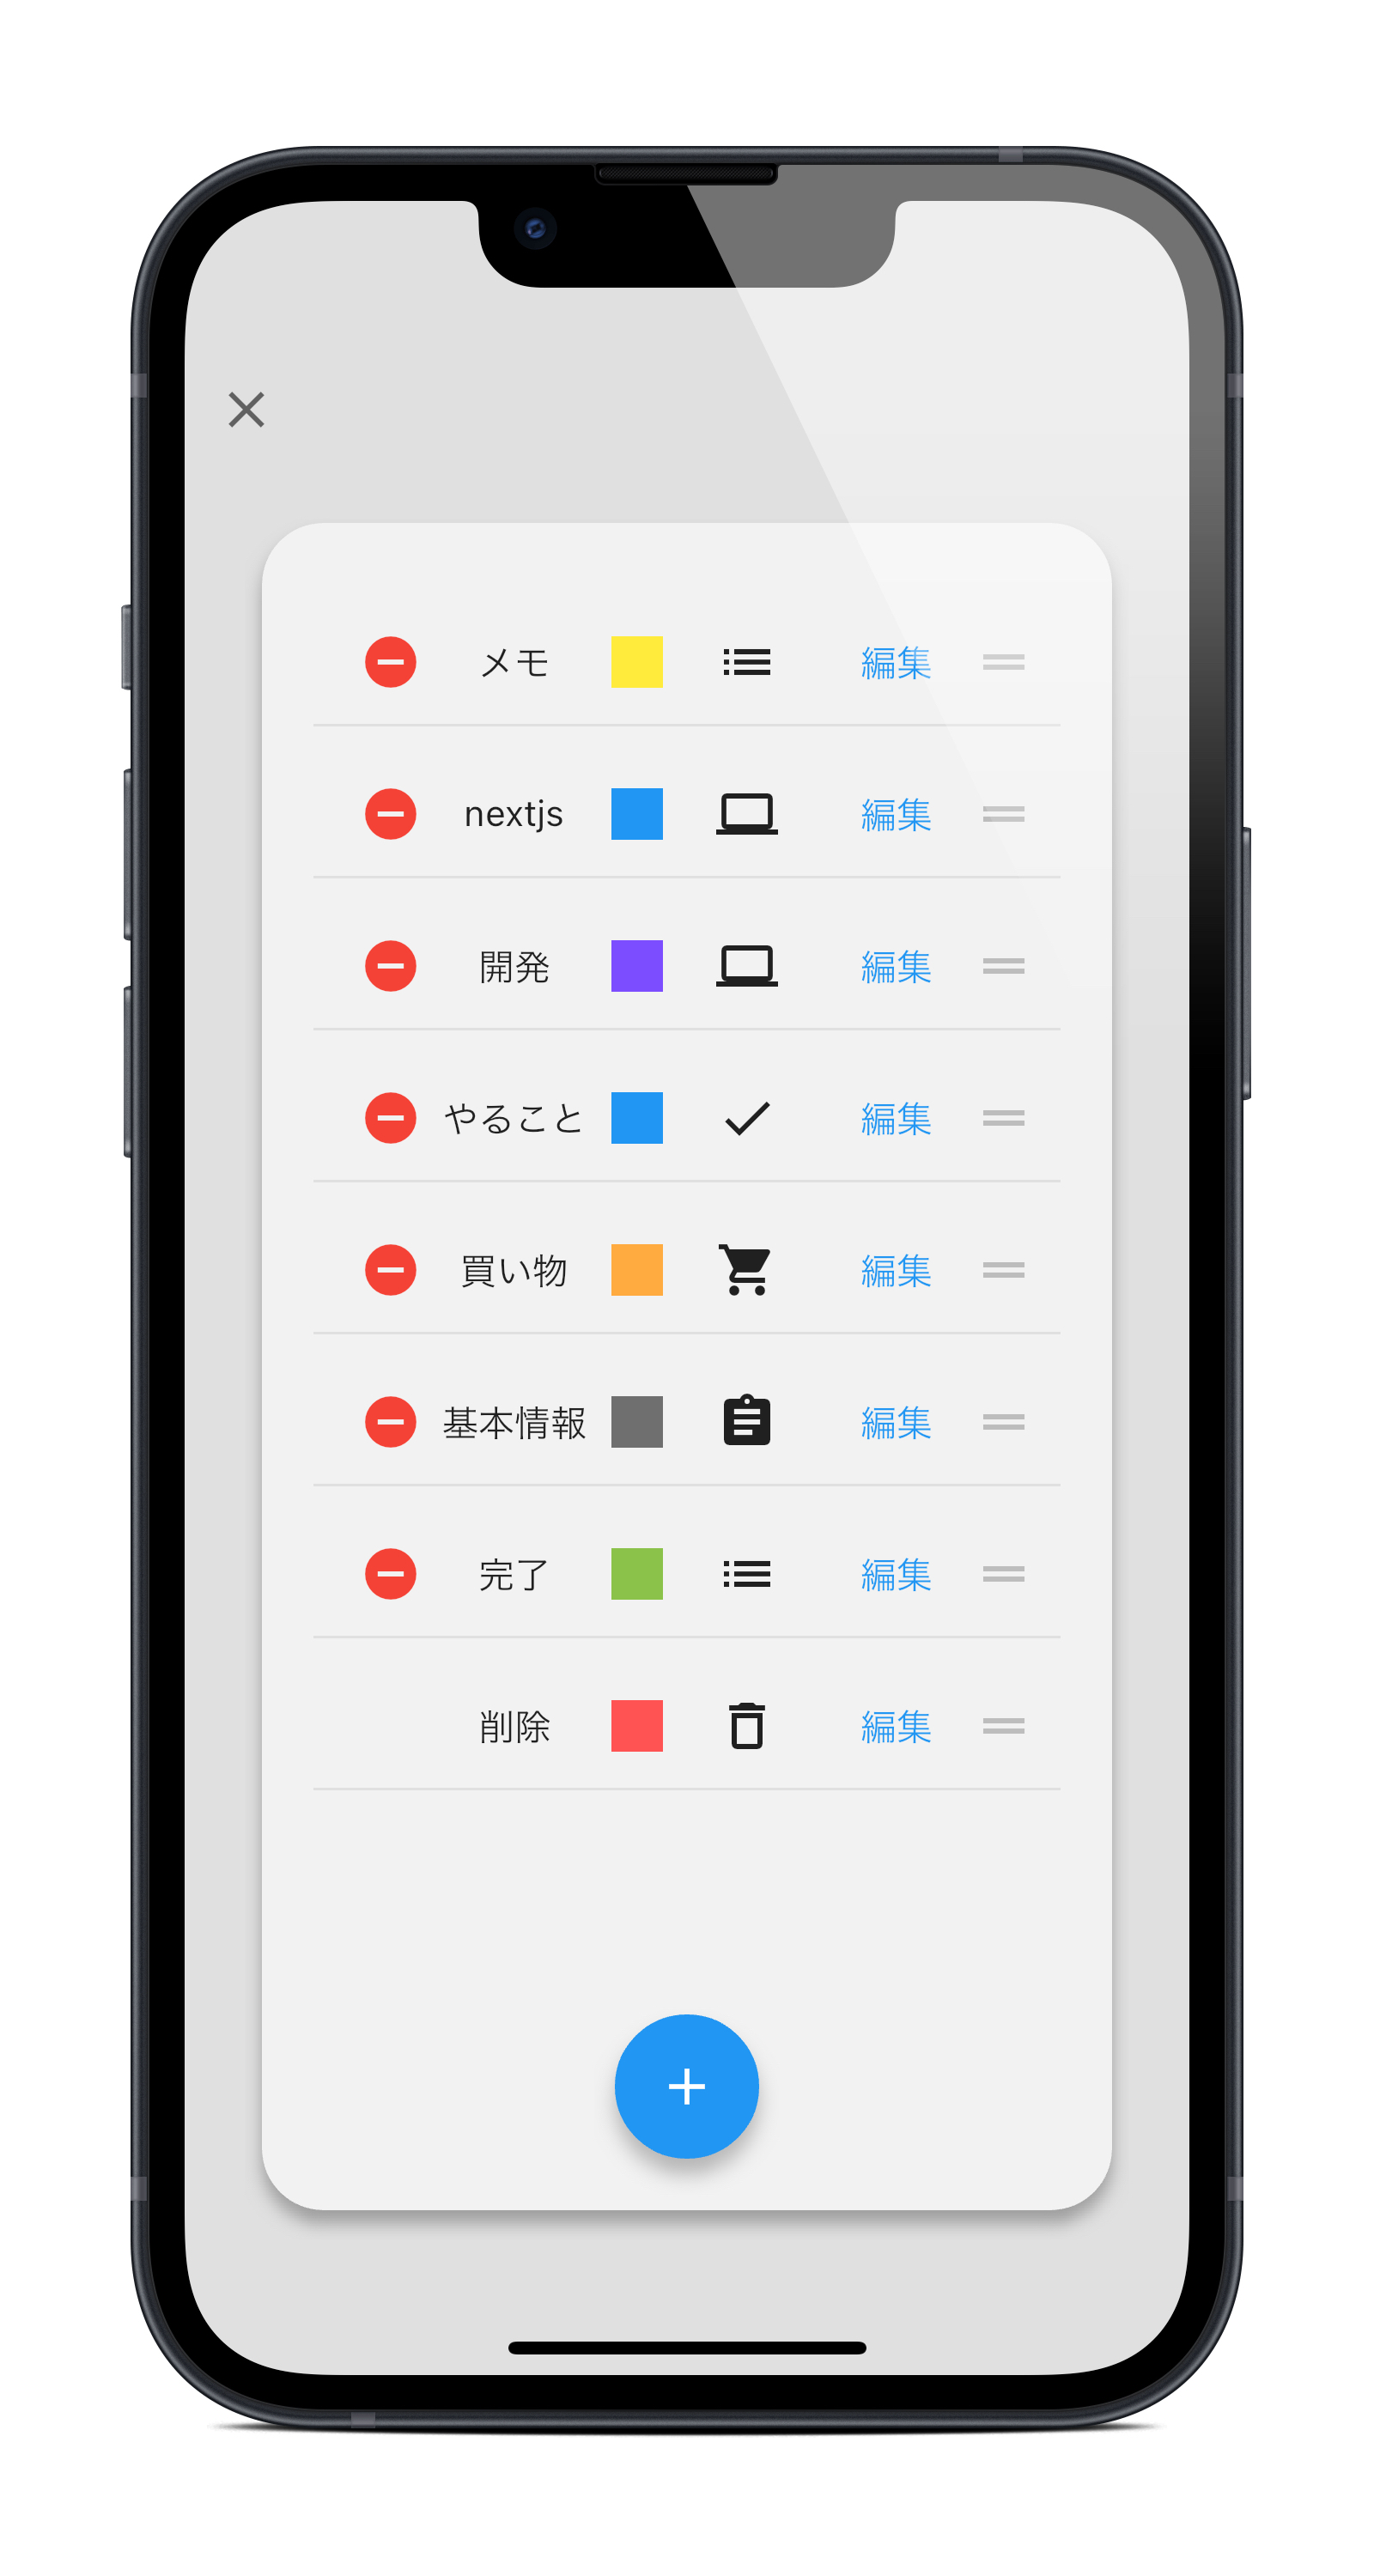 メモ 編集
nextjs 編集
開発 編集
やること 編集
買い物 編集
基本情報 編集
完了 編集
削除 編集